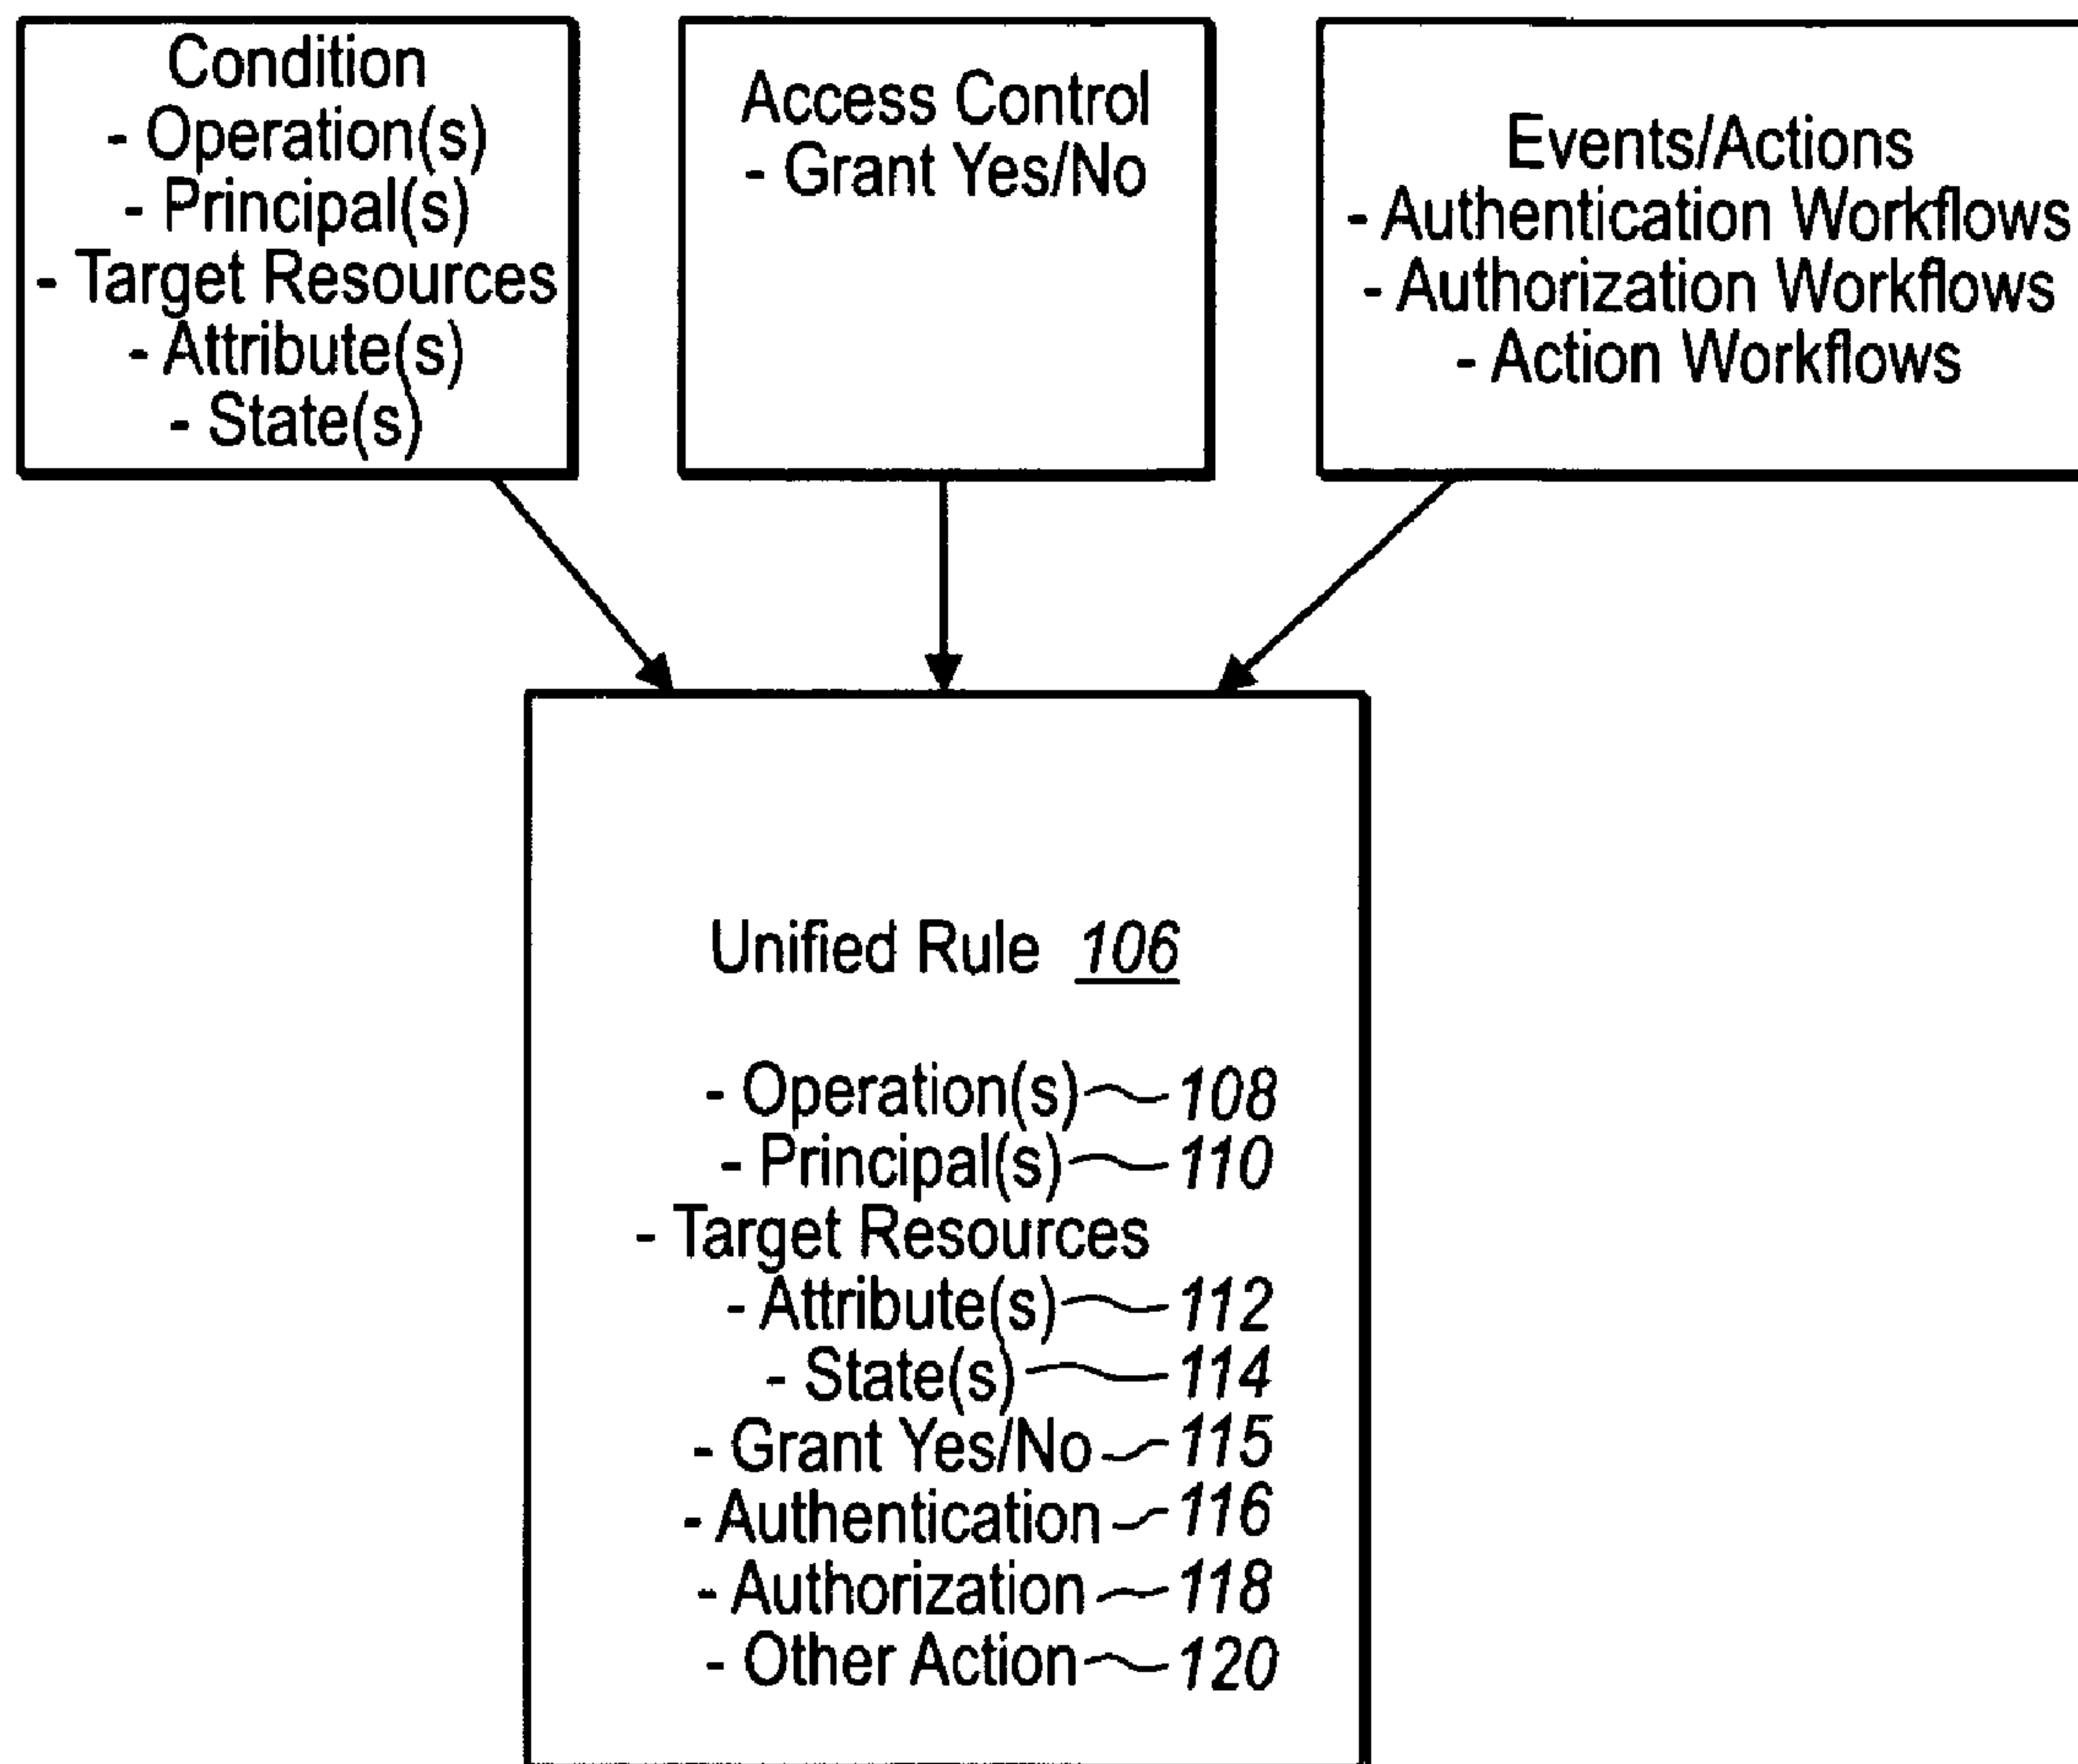 Condition
- Operation(s)
- Principal(s)
- Target Resources
- Attribute(s)
- State(s)
Access Control
- Grant Yes/No
Events/Actions
- Authentication Workflows
- Authorization Workflows
- Action Workflows
Unified Rule 106
- Operation(s) 108
- Principal(s) 110
- Target Resources
- Attribute(s) 112
- State(s) 114
- Grant Yes/No 115
- Authentication 116
- Authorization 118
- Other Action 120